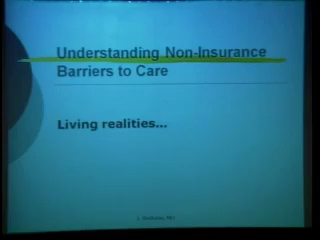 Understanding Non-Insurance
Barriers to Care
Living realities...